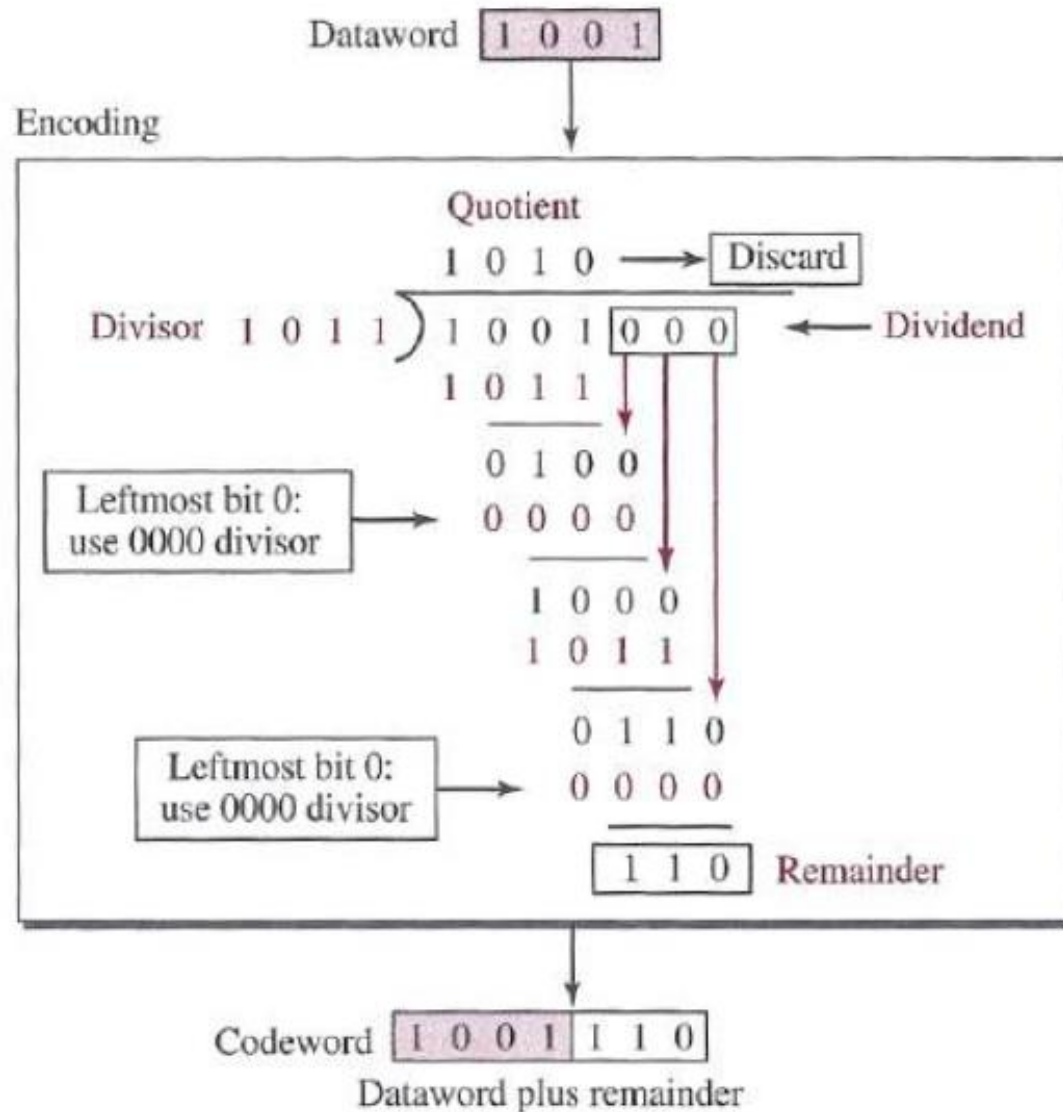 Dataword 1 0 0 1
Encoding
Quotient
1 0 1 0 Discard
Divisor 1 0 1 1 1 0 0 1 0 0 0 Dividend
1 0 1 1
0 1 0 0
Leftmost bit 0:
use 0000 divisor
0 0 0 0
1 0 0 0
1 0 1 1
0 1 1 0
Leftmost bit 0:
use 0000 divisor
0 0 0 0
1 1 0 Remainder
Codeword 1 0 0 1 1 1 0
Dataword plus remainder